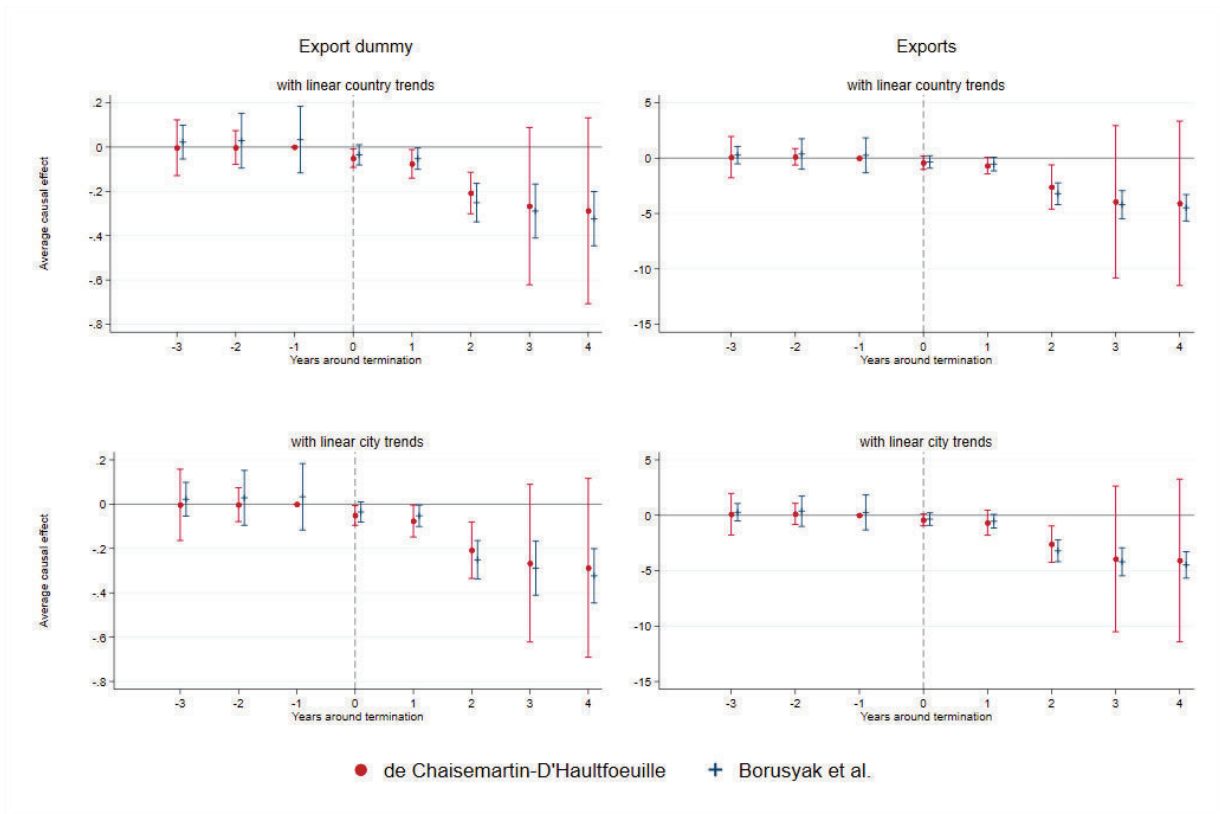 Export dummy
Exports
with linear country trends
with linear country trends
Average causal effect
.2
0
-.2
-.4
-.6
-.8
-3 -2 -1 0 1 2 3 4
Years around termination
5
0
-5
-10
-15
-3 -2 -1 0 1 2 3 4
Years around termination
with linear city trends
with linear city trends
Average causal effect
.2
0
-.2
-.4
-.6
-.8
-3 -2 -1 0 1 2 3 4
Years around termination
5
0
-5
-10
-15
-3 -2 -1 0 1 2 3 4
Years around termination
de Chaisemartin-D'Haultfoeuille
Borusyak et al.